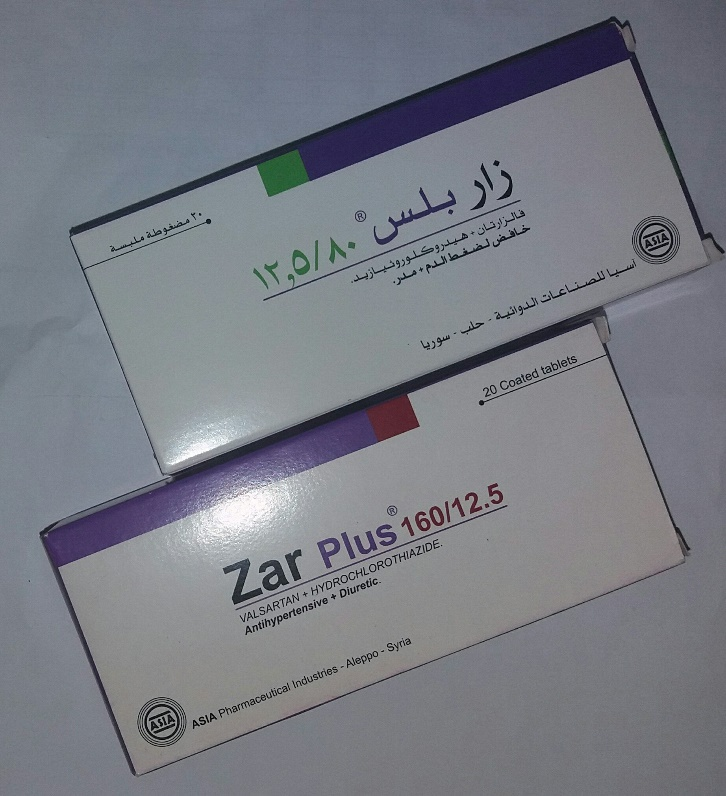 ٢٠ مضغوطة ملبسة
زار بلس®
١٢,٥/٨٠
فالزارتان + هيدروكلوروثيازيد.
خافض لضغط الدم + مدر.
آسيا للصناعات الدوائية - حلب - سوريا
ASIA
20 Coated tablets
Zar Plus® 160/12.5
VALSARTAN + HYDROCHLOROTHIAZIDE.
Antihypertensive + Diuretic.
ASIA Pharmaceutical Industries - Aleppo - Syria
ASIA